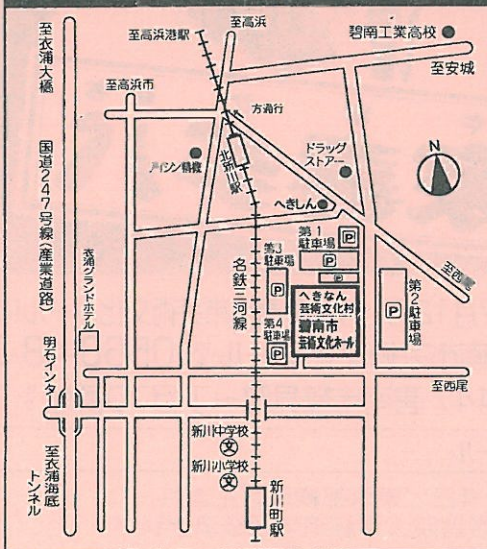 至高浜港駅
至高浜
碧南工業高校
至安城
至衣浦大橋
至高浜市
方通行
アイシン精機
北新川駅
ドラッグ
ストアー
N
へきしん
国道247号線(産業道路)
衣浦グランドホテル
名鉄三河線
第1
駐車場
P
P
第3
駐車場
P
P
至西尾
第2駐車場
P
へきなん
芸術文化村
碧南市
芸術文化ホール
第4
駐車場
P
明石インター
至西尾
至衣浦海底
トンネル
新川中学校
文
新川小学校
文
新川町駅